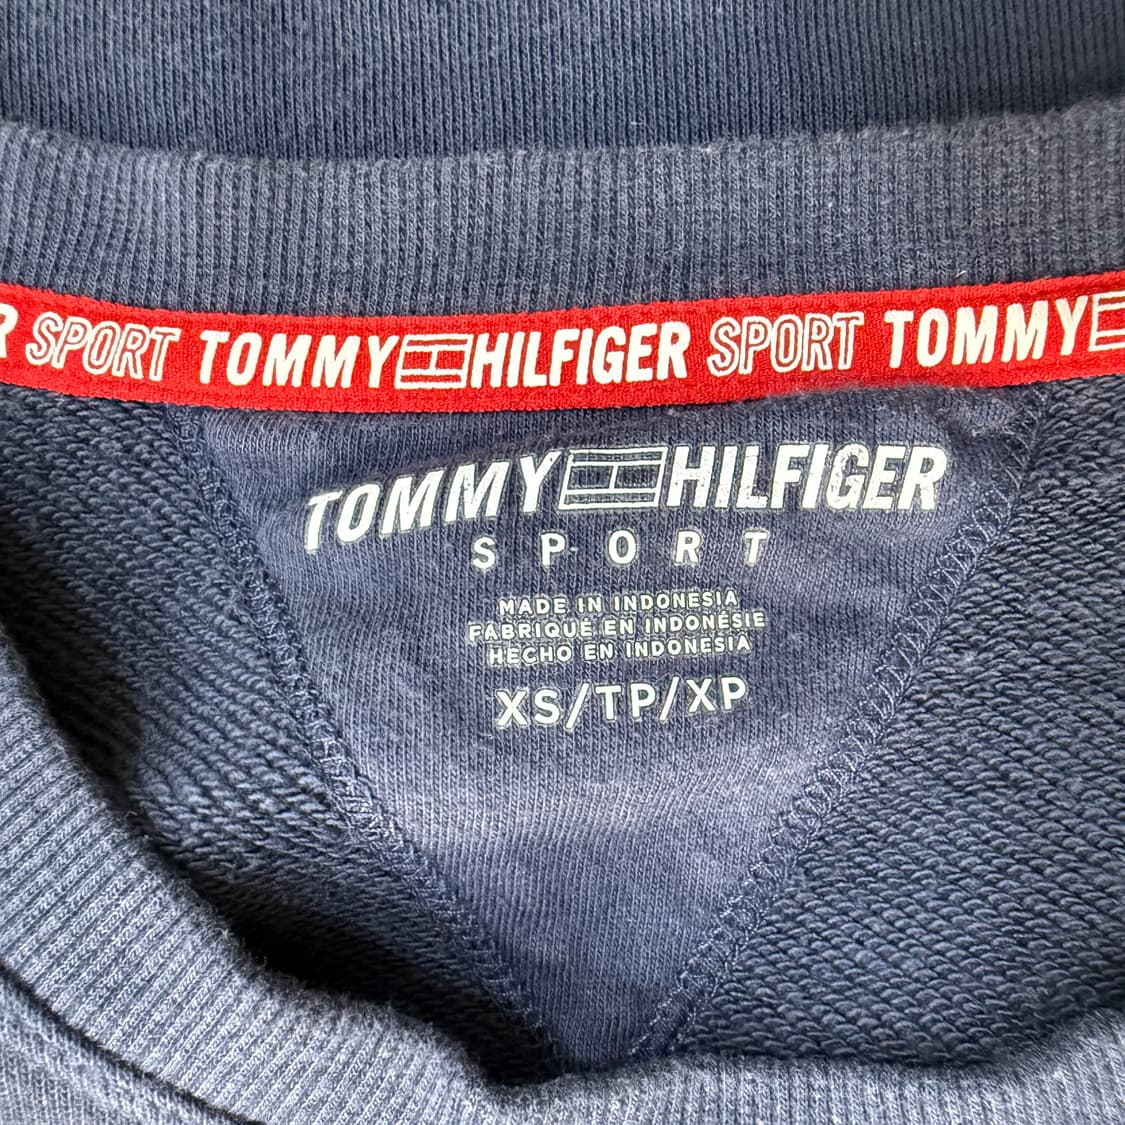 R SPORT TOMMY HILFIGER SPORT TOMMY
TOMMY HILFIGER
SPORT
MADE IN INDONESIA
FABRIQUÉ EN INDONÉSIE
HECHO EN INDONESIA
XS/TP/XP